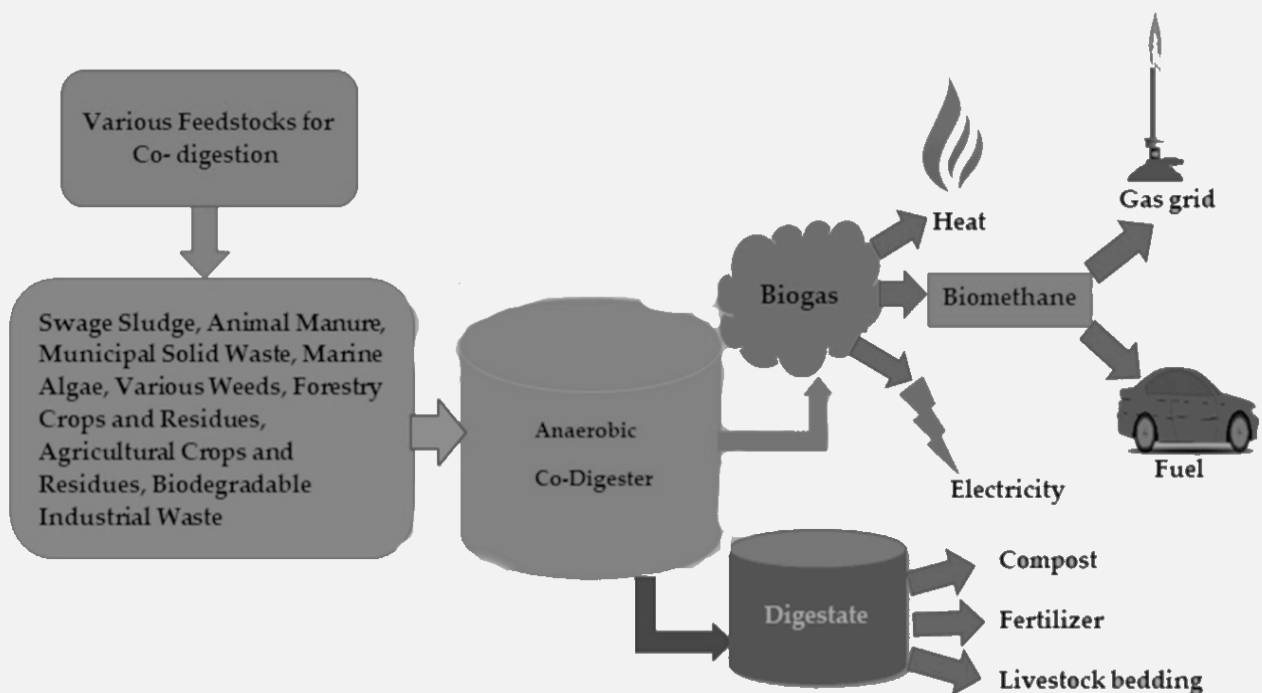 Various Feedstocks for
Co- digestion
Swage Sludge, Animal Manure,
Municipal Solid Waste, Marine
Algae, Various Weeds, Forestry
Crops and Residues,
Agricultural Crops and
Residues, Biodegradable
Industrial Waste
Anaerobic
Co-Digester
Biogas
Heat
Biomethane
Gas grid
Fuel
Electricity
Digestate
Compost
Fertilizer
Livestock bedding